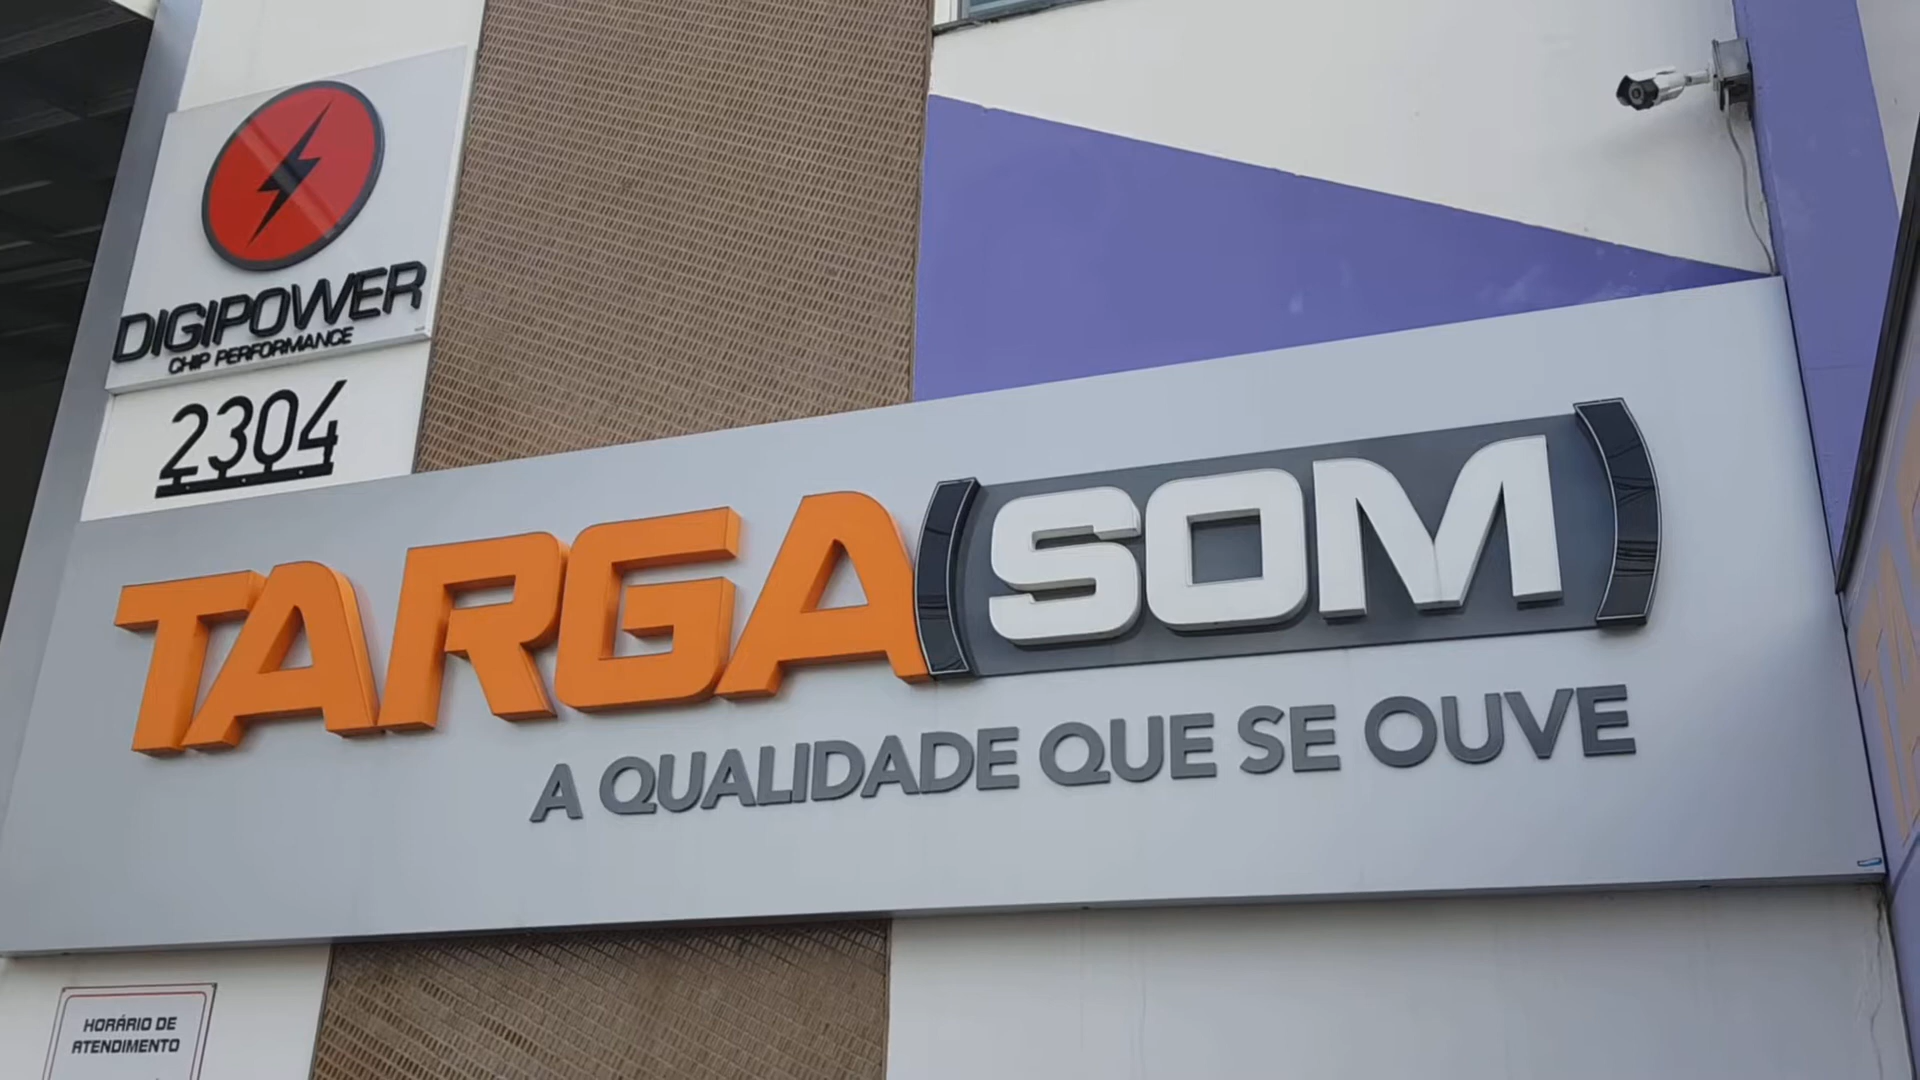 DIGIPOWER
CHIP PERFORMANCE
2304
TARGA(SOM)
A QUALIDADE QUE SE OUVE
HORÁRIO DE
ATENDIMENTO